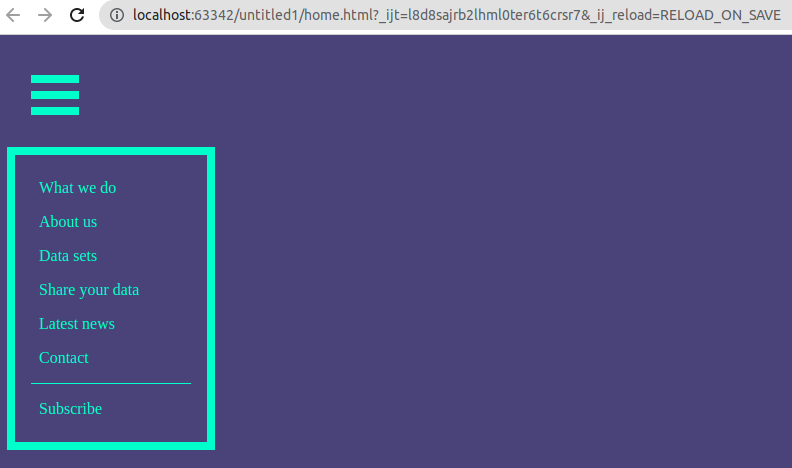 localhost:63342/untitled1/home.html?_ijt=l8d8sajrb2lhml0ter6t6crsr7&_ij_reload=RELOAD_ON_SAVE
What we do
About us
Data sets
Share your data
Latest news
Contact
Subscribe